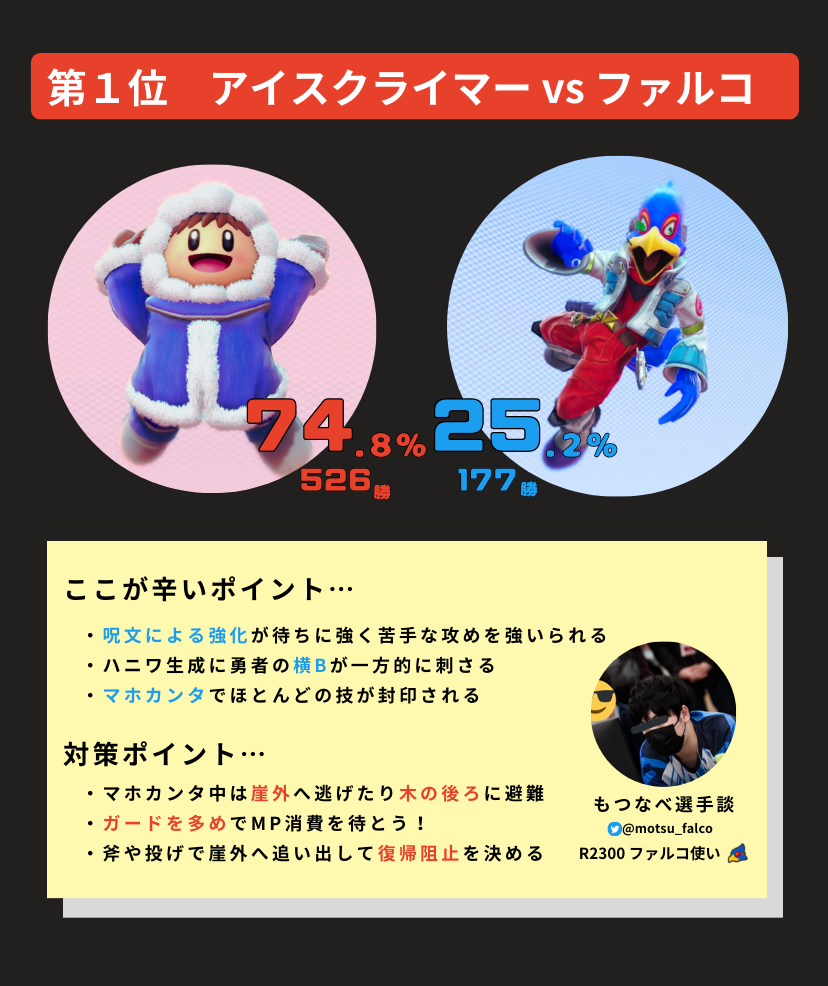 第１位　アイスクライマー vs ファルコ
74.8% 25.2%
526勝 177勝
ここが辛いポイント…
・呪文による強化が待ちに強く苦手な攻めを強いられる
・ハニワ生成に勇者の横Bが一方的に刺さる
・マホカンタでほとんどの技が封印される
対策ポイント…
・マホカンタ中は崖外へ逃げたり木の後ろに避難
・ガードを多めでMP消費を待とう！
・斧や投げで崖外へ追い出して復帰阻止を決める
もつなべ選手談
@motsu_falco
R2300 ファルコ使い